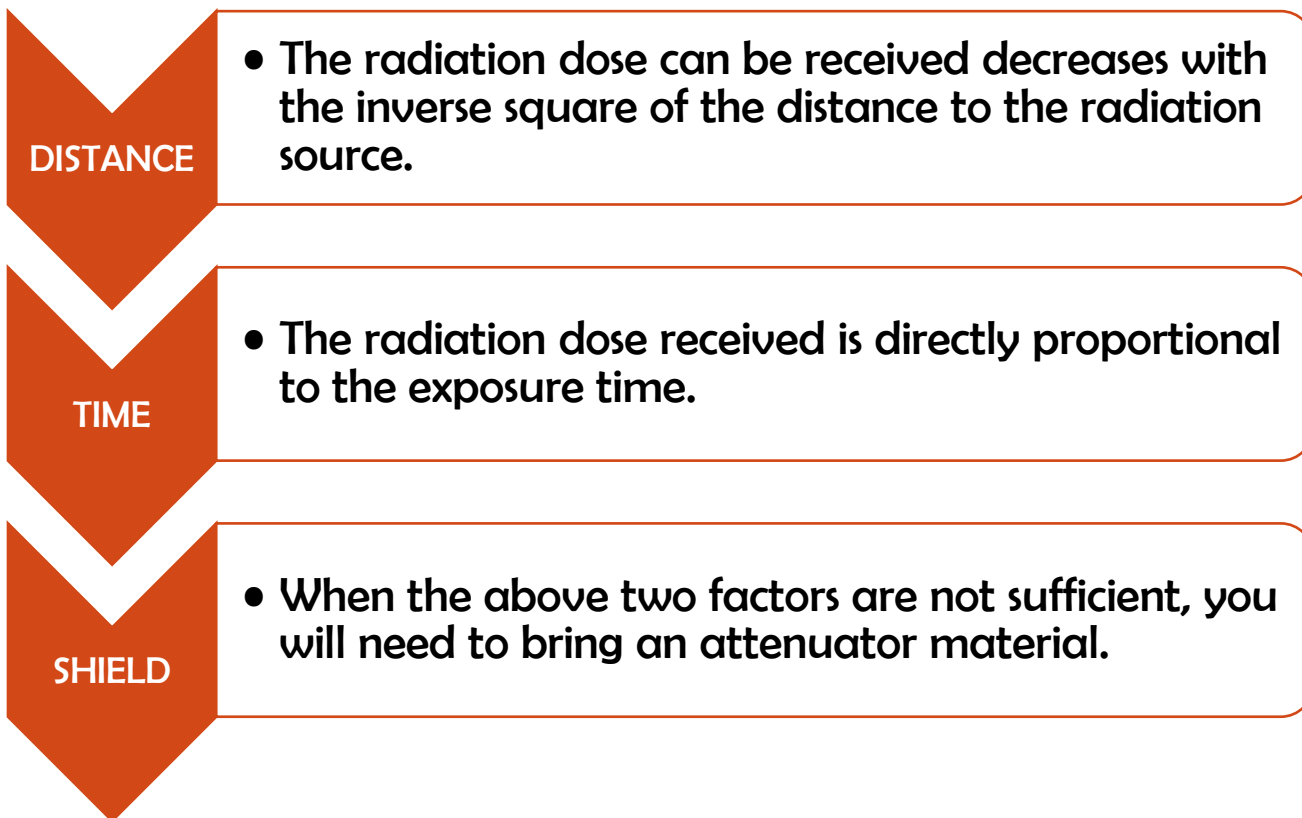 DISTANCE
• The radiation dose can be received decreases with
the inverse square of the distance to the radiation
source.
TIME
• The radiation dose received is directly proportional
to the exposure time.
SHIELD
• When the above two factors are not sufficient, you
will need to bring an attenuator material.